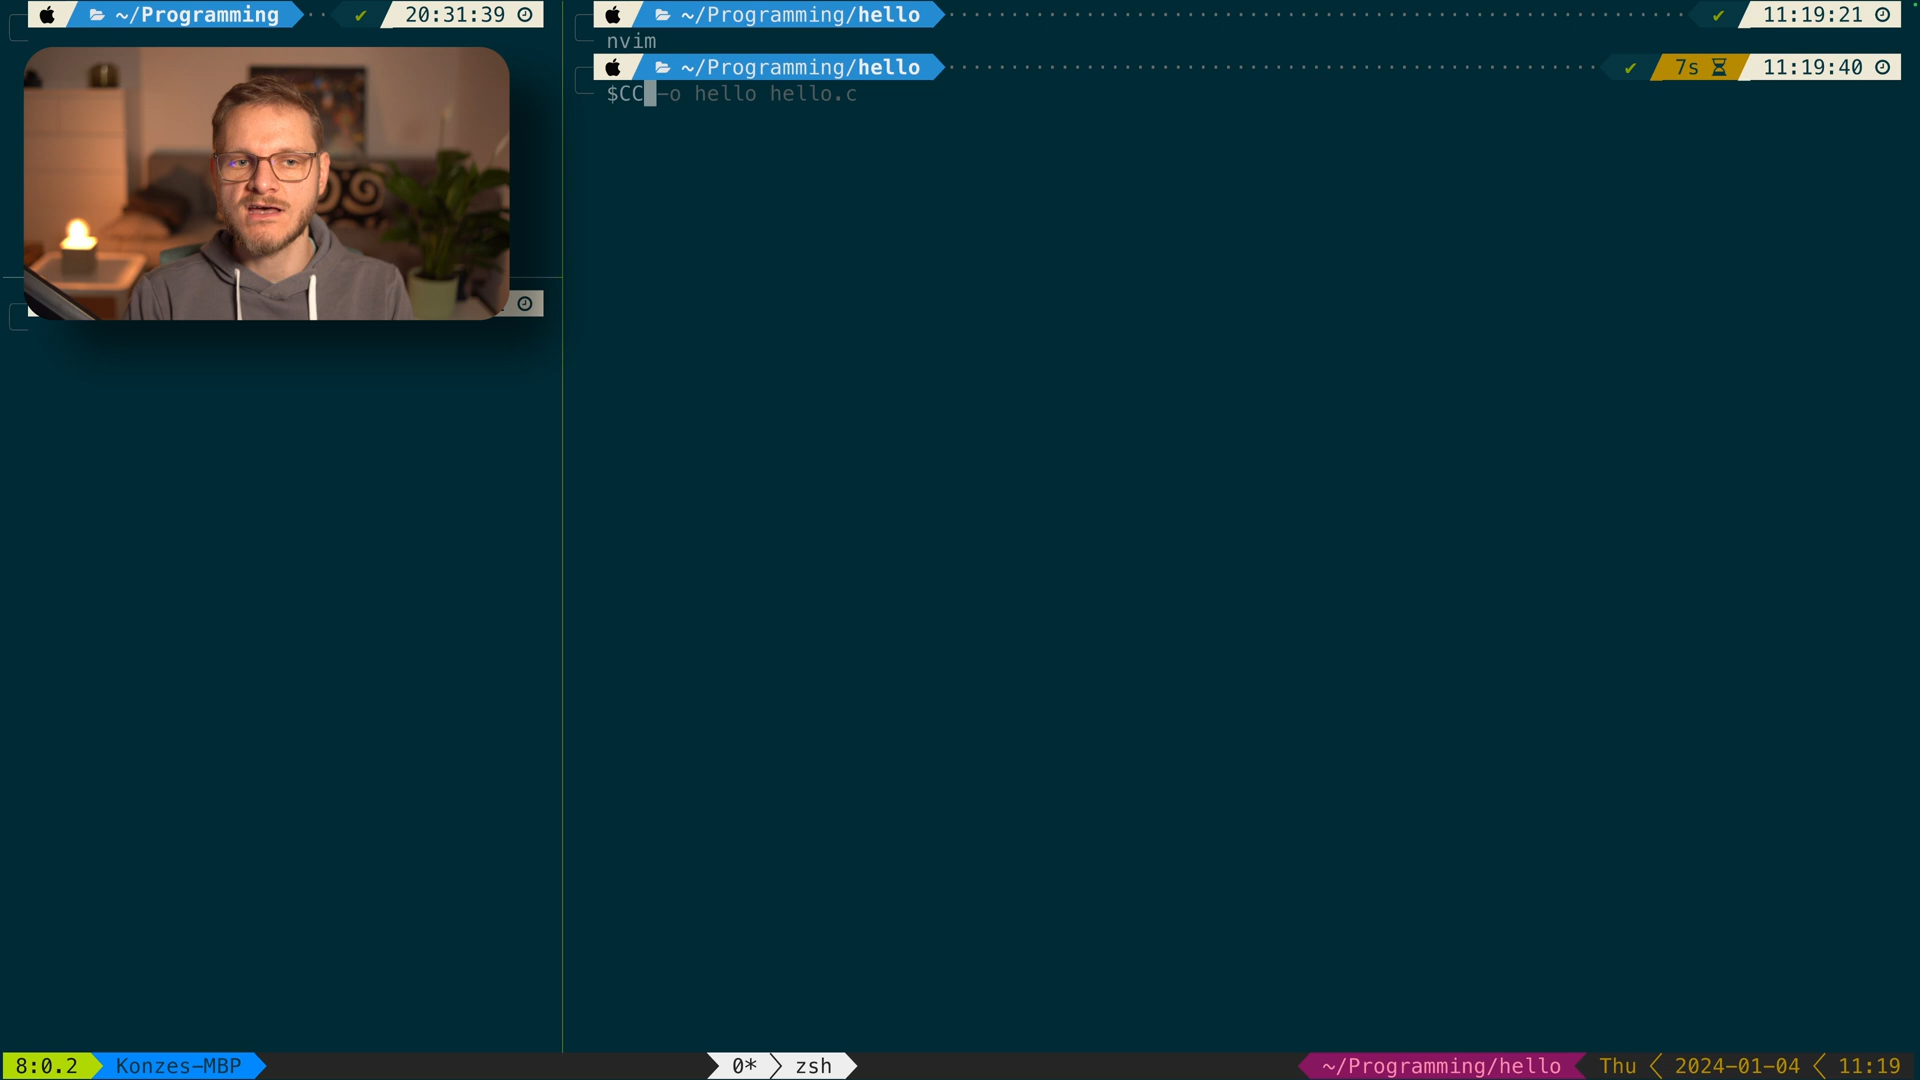 ~/Programming ✔ 20:31:39
~/Programming/hello ✔ 11:19:21
nvim
~/Programming/hello ✔ 7s 11:19:40
$CC -o hello hello.c
8:0.2 Konzes-MBP 0* zsh ~/Programming/hello Thu 2024-01-04 11:19